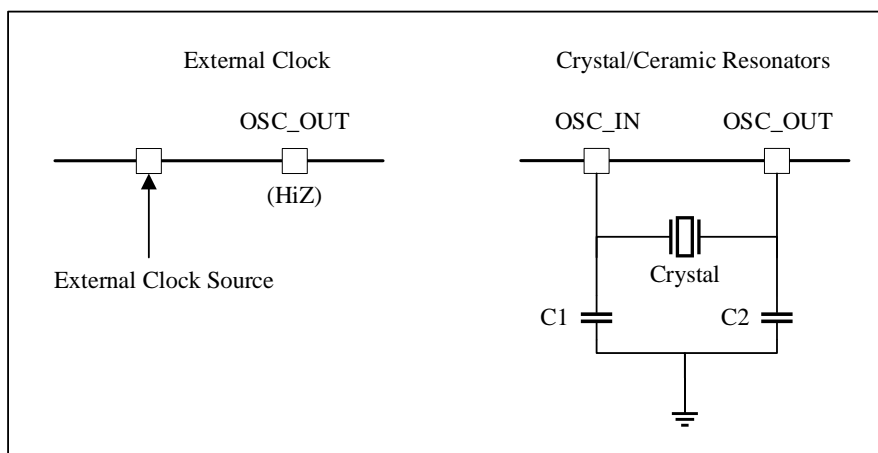 External Clock
OSC_OUT
(HiZ)
External Clock Source
Crystal/Ceramic Resonators
OSC_IN
OSC_OUT
Crystal
C1
C2